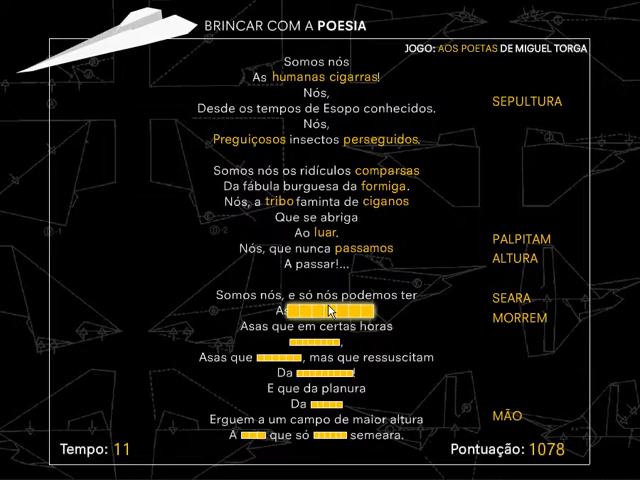 BRINCAR COM A POESIA
JOGO: AOS POETAS DE MIGUEL TORGA
Somos nós
As humanas cigarras!
Nós,
Desde os tempos de Esopo conhecidos.
Nós,
Preguiçosos insectos perseguidos.
Somos nós os ridículos comparsas
Da fábula burguesa da formiga.
Nós, a tribo faminta de ciganos
Que se abriga
Ao luar.
Nós, que nunca passamos
A passar!...
Somos nós, e só nós podemos ter
As
Asas que em certas horas
,
Asas que , mas que ressuscitam
Da !
E que da planura
Da
Erguem a um campo de maior altura
A que só semeara.
SEPULTURA
PALPITAM
ALTURA
SEARA
MORREM
MÃO
Tempo: 11
Pontuação: 1078